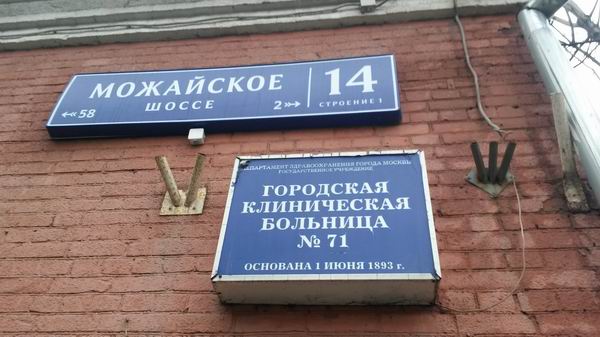 МОЖАЙСКОЕ
ШОССЕ
58
2
14
СТРОЕНИЕ 1
ДЕПАРТАМЕНТ ЗДРАВООХРАНЕНИЯ ГОРОДА МОСКВЫ
ГОСУДАРСТВЕННОЕ УЧРЕЖДЕНИЕ
ГОРОДСКАЯ
КЛИНИЧЕСКАЯ
БОЛЬНИЦА
№ 71
ОСНОВАНА 1 ИЮНЯ 1893 г.